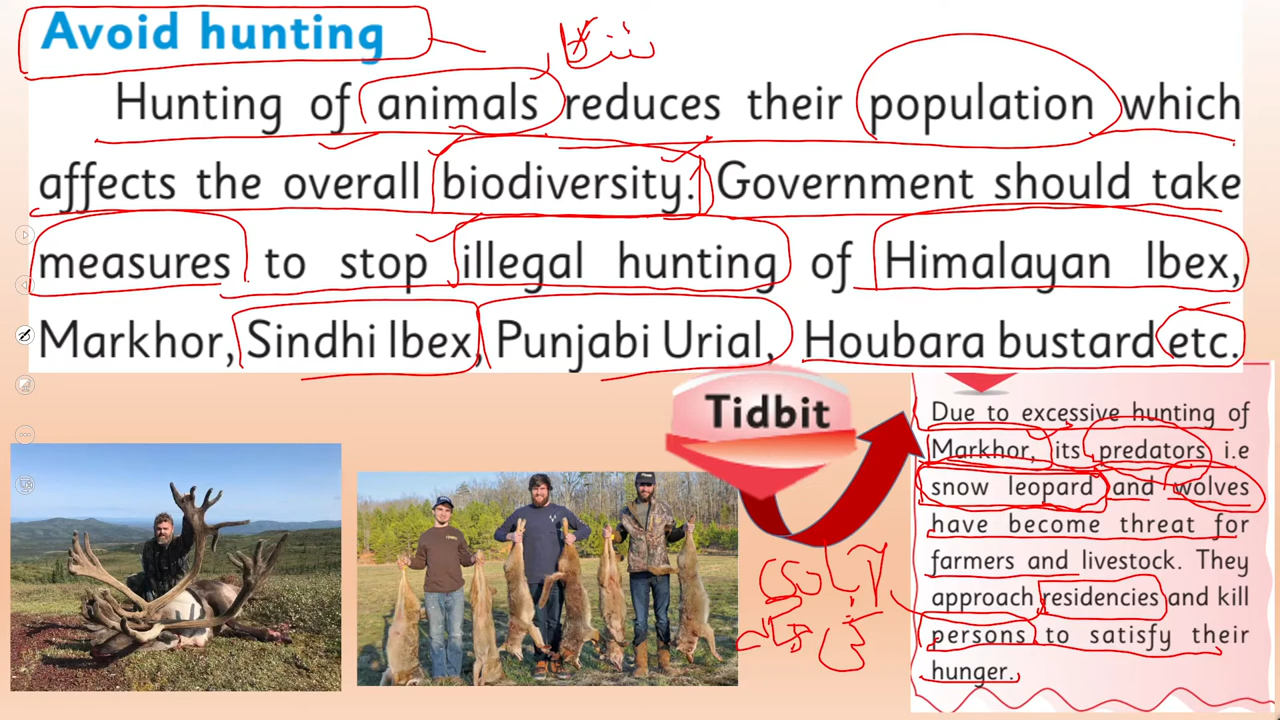 Avoid hunting
Hunting of animals reduces their population which
affects the overall biodiversity. Government should take
measures to stop illegal hunting of Himalayan Ibex,
Markhor, Sindhi Ibex, Punjabi Urial, Houbara bustard etc.
Tidbit
Due to excessive hunting of
Markhor, its predators i.e
snow leopard and wolves
have become threat for
farmers and livestock. They
approach residencies and kill
persons to satisfy their
hunger.